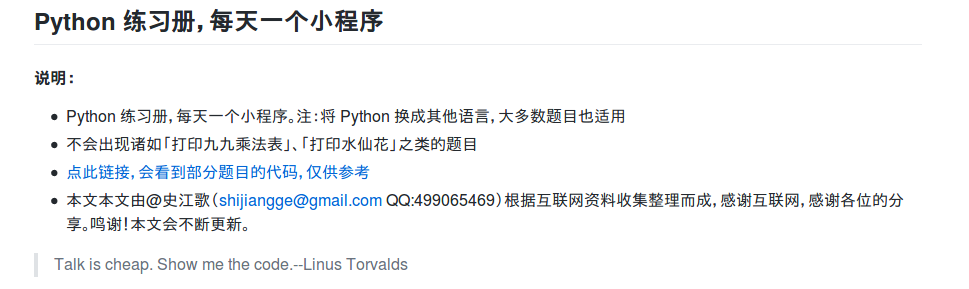 Python 练习册，每天一个小程序
说明：
Python 练习册，每天一个小程序。注：将 Python 换成其他语言，大多数题目也适用
不会出现诸如「打印九九乘法表」、「打印水仙花」之类的题目
点此链接，会看到部分题目的代码，仅供参考
本文本文由@史江歌（shijiangge@gmail.com QQ:499065469）根据互联网资料收集整理而成，感谢互联网，感谢各位的分
享。鸣谢！本文会不断更新。
Talk is cheap. Show me the code.--Linus Torvalds